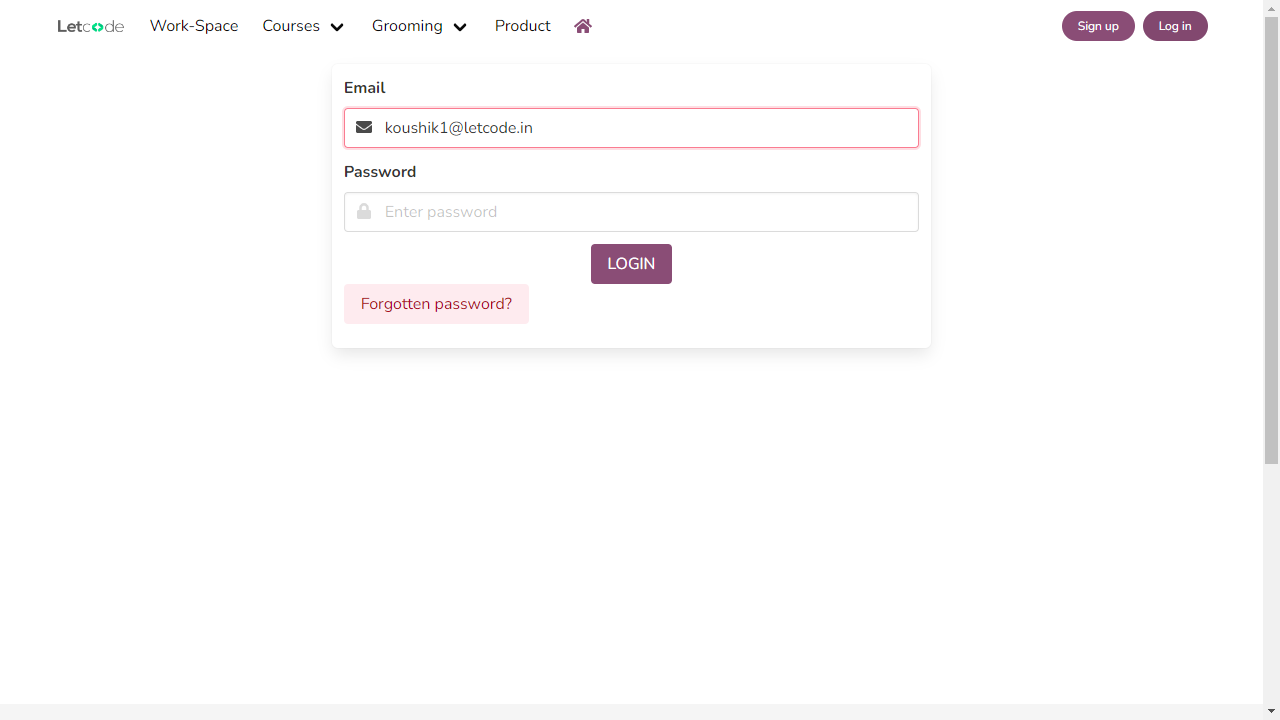 Letcode Work-Space Courses Grooming Product Sign up Log in
Email
koushik1@letcode.in
Password
Enter password
LOGIN
Forgotten password?